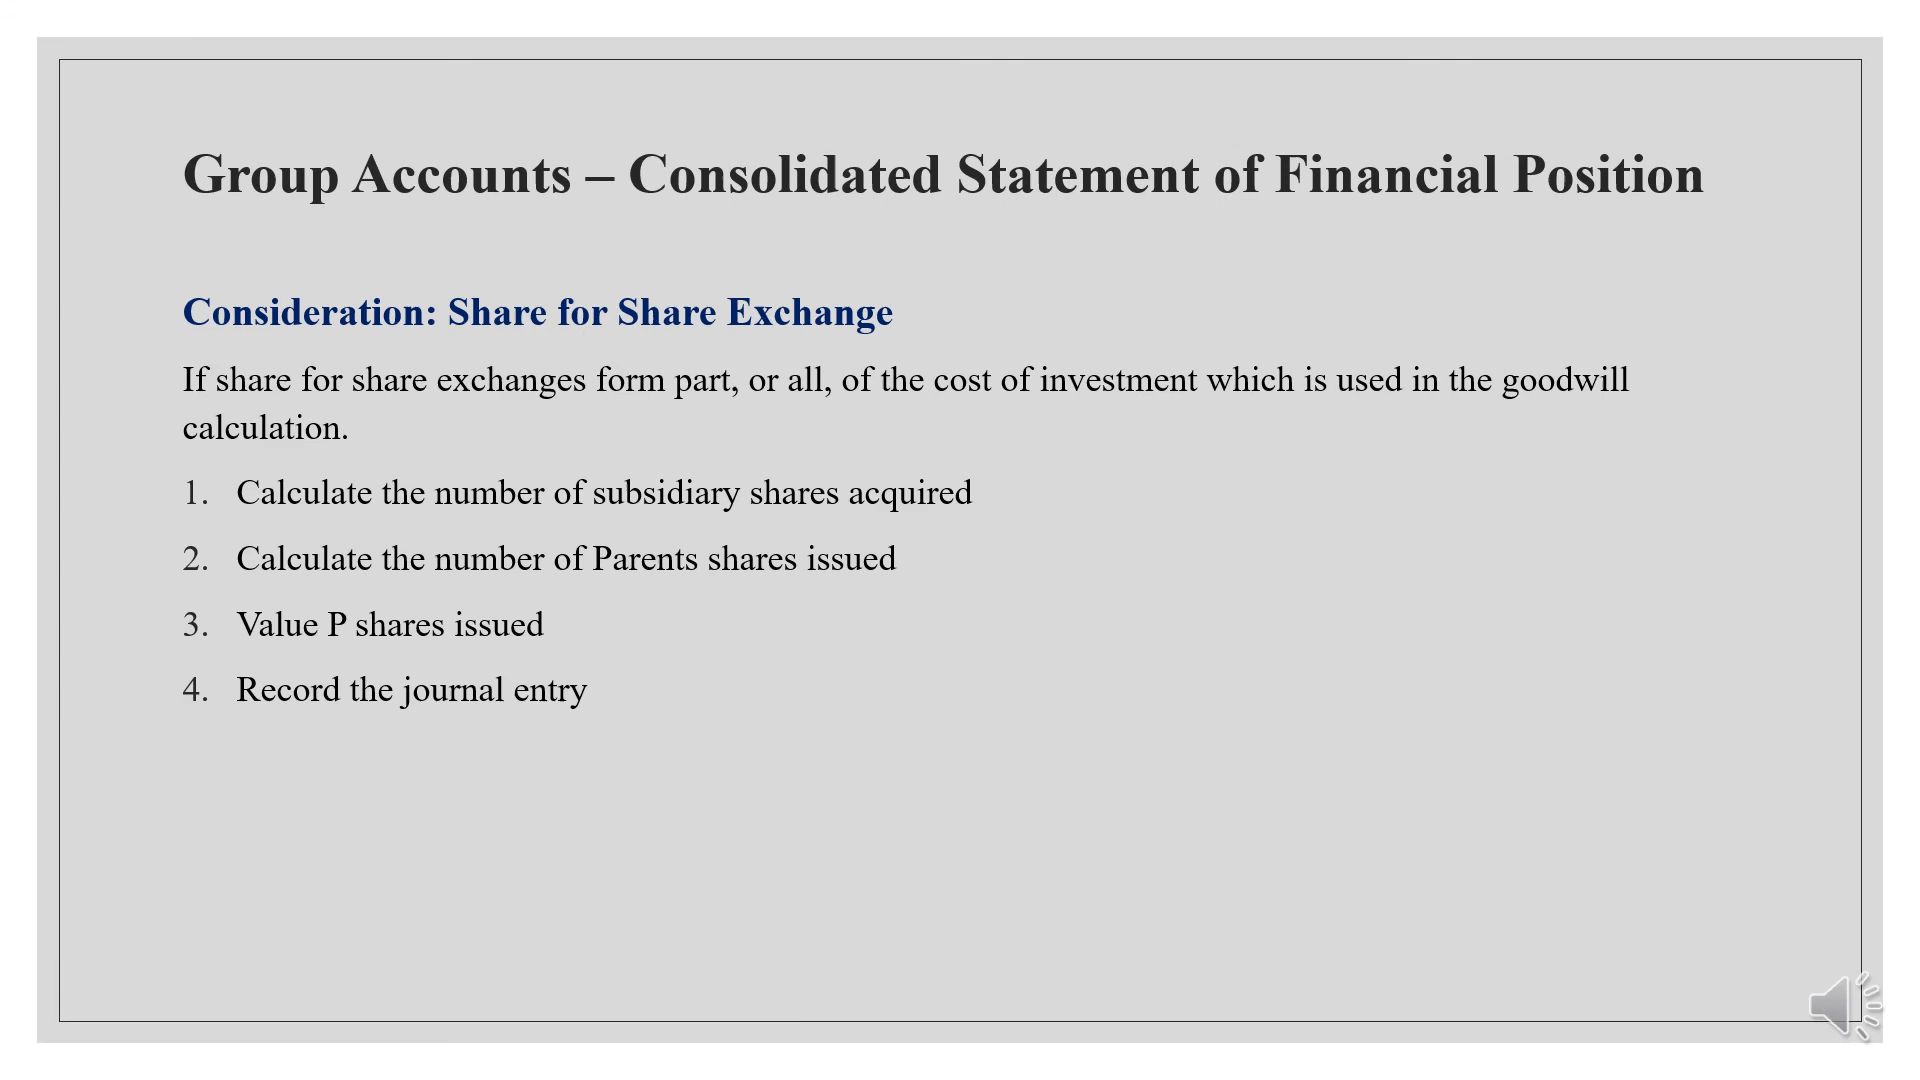 Group Accounts – Consolidated Statement of Financial Position
Consideration: Share for Share Exchange
If share for share exchanges form part, or all, of the cost of investment which is used in the goodwill
calculation.
1. Calculate the number of subsidiary shares acquired
2. Calculate the number of Parents shares issued
3. Value P shares issued
4. Record the journal entry